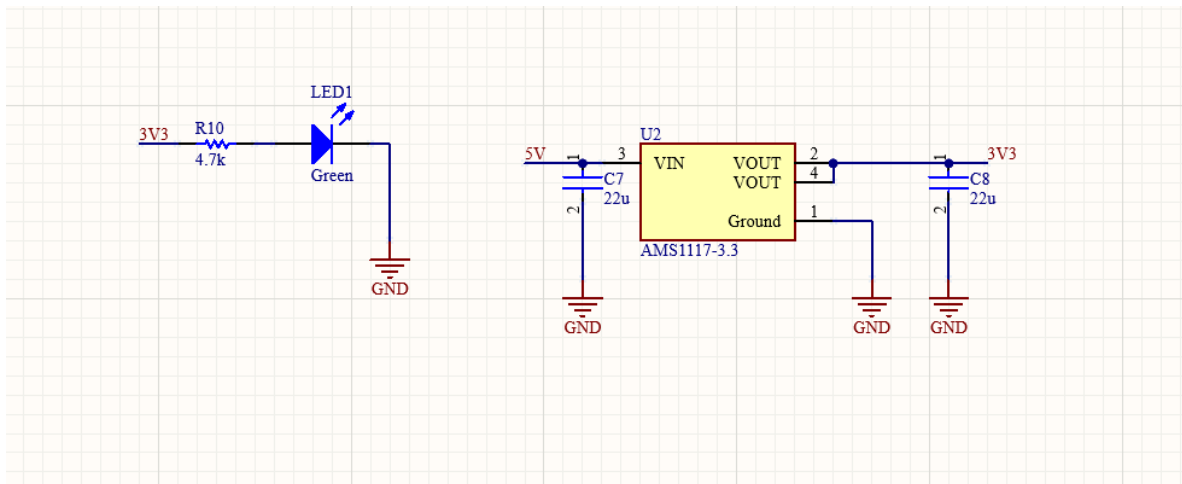 LED1
3V3
R10
4.7k
Green
GND
U2
5V
1
3
VIN
VOUT
2
VOUT
4
1
3V3
C7
22u
2
C8
22u
2
Ground
1
AMS1117-3.3
GND
GND
GND